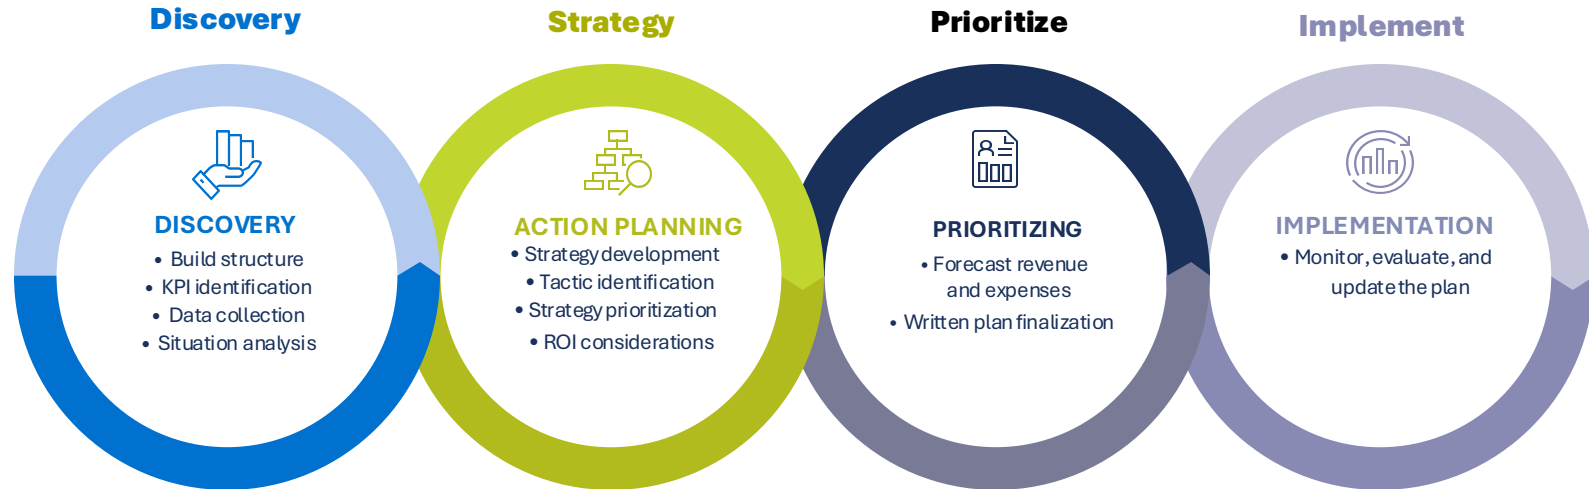 Discovery
Strategy
Prioritize
Implement
DISCOVERY
• Build structure
• KPI identification
• Data collection
• Situation analysis
ACTION PLANNING
• Strategy development
• Tactic identification
• Strategy prioritization
• ROI considerations
PRIORITIZING
• Forecast revenue
and expenses
• Written plan finalization
IMPLEMENTATION
• Monitor, evaluate, and
update the plan